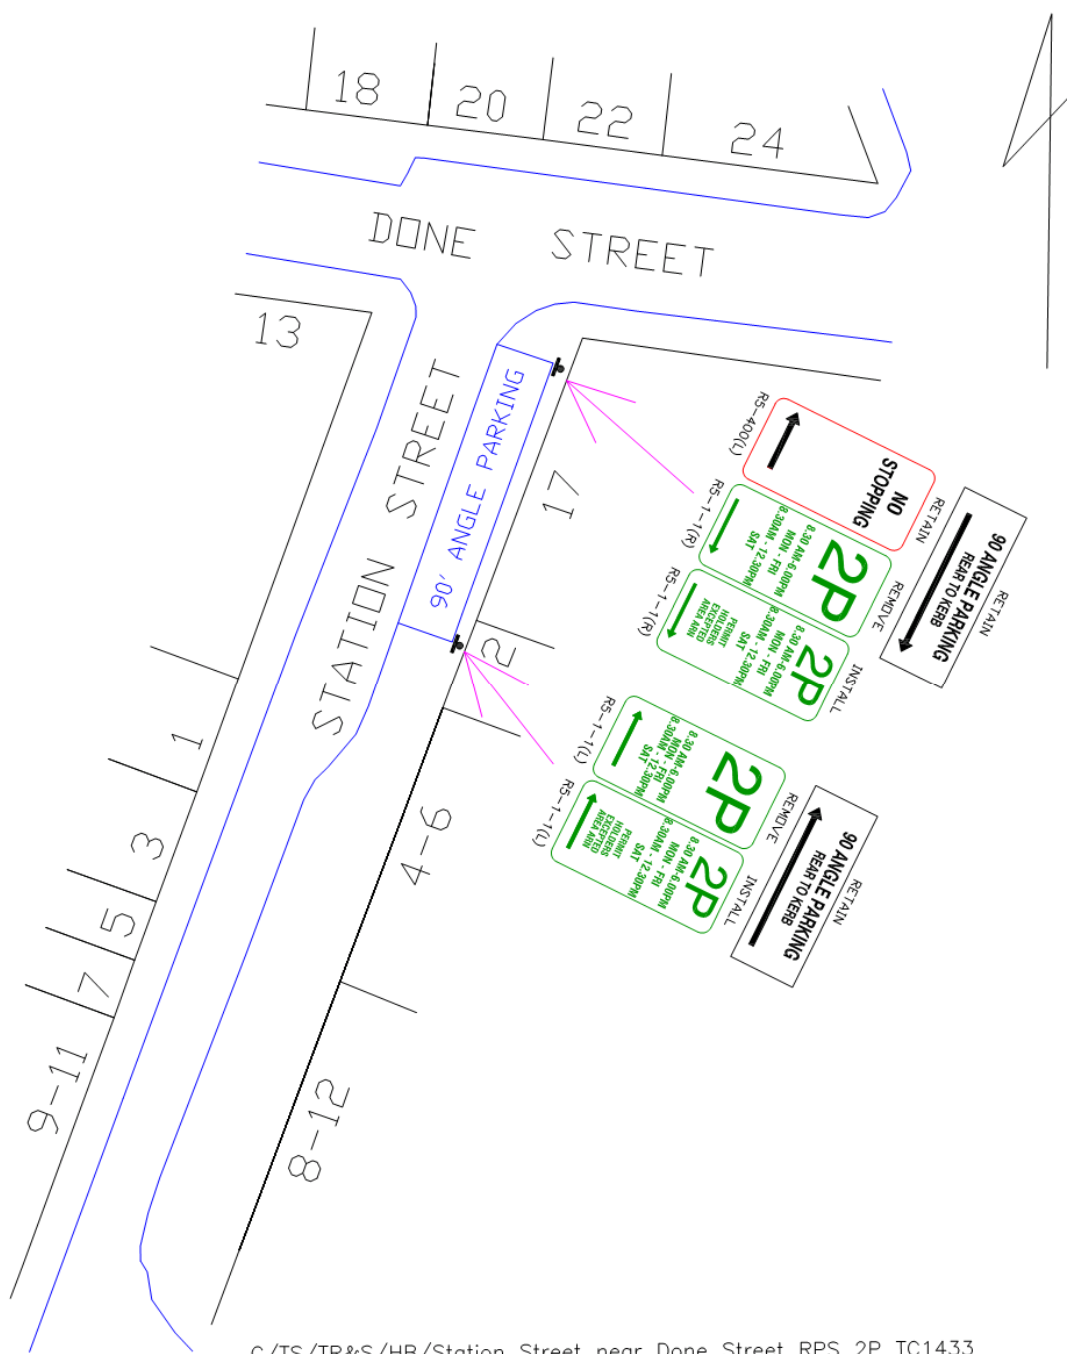 18
20
22
24
DONE STREET
13
STATION STREET
90' ANGLE PARKING
17
2
1
3
5
7
9-11
4-6
8-12
R5-400(L)
NO
STOPPING
RETAIN
90 ANGLE PARKING
REAR TO KERB
RETAIN
R5-1-1(R)
2P
8.30 AM-6.00PM
MON - FRI
8.30AM - 12.30PM
SAT
REMOVE
R5-1-1(R)
2P
8.30 AM-6.00PM
MON - FRI
8.30AM - 12.30PM
SAT
PERMIT
HOLDERS
EXCEPTED
AREA ARN
INSTALL
R5-1-1(L)
2P
8.30 AM-6.00PM
MON - FRI
8.30AM - 12.30PM
SAT
REMOVE
R5-1-1(L)
2P
8.30 AM-6.00PM
MON - FRI
8.30AM - 12.30PM
SAT
PERMIT
HOLDERS
EXCEPTED
AREA ARN
INSTALL
90 ANGLE PARKING
REAR TO KERB
RETAIN
C/TS/TR&S/HB/Station Street near Done Street RPS 2P TC1433